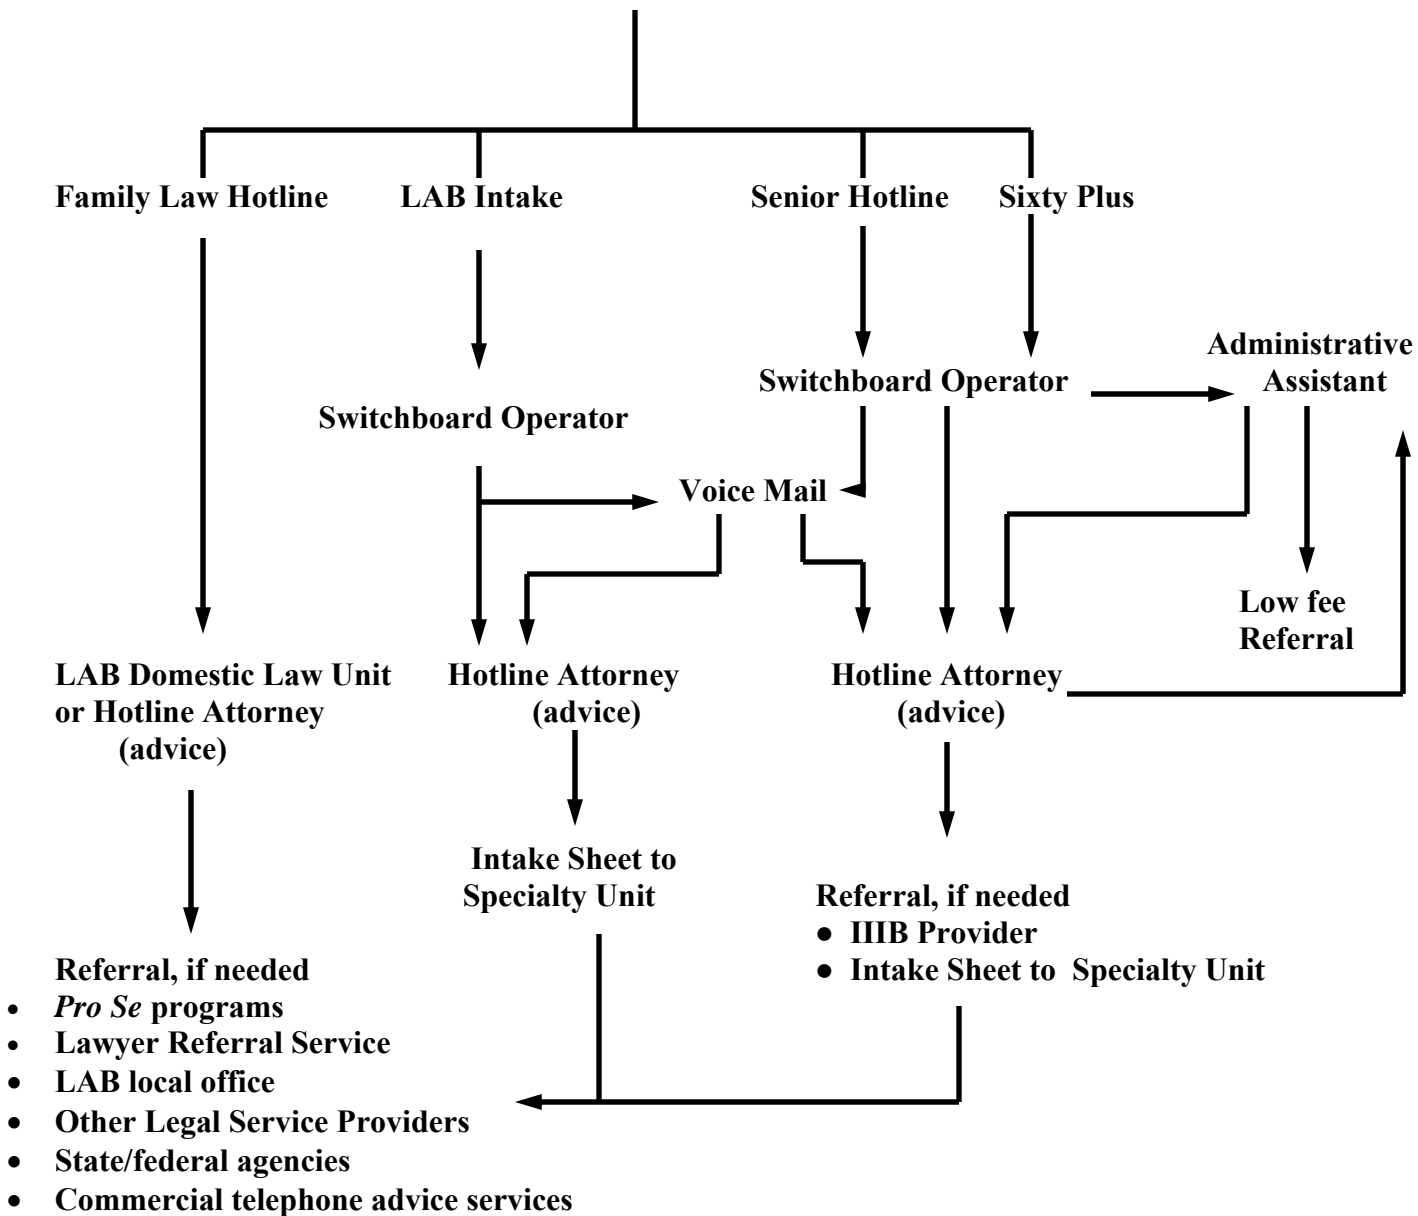 Family Law Hotline
LAB Intake
Senior Hotline
Sixty Plus
Administrative
Assistant
Switchboard Operator
Switchboard Operator
Voice Mail
Low fee
Referral
LAB Domestic Law Unit
or Hotline Attorney
(advice)
Hotline Attorney
(advice)
Hotline Attorney
(advice)
Intake Sheet to
Specialty Unit
Referral, if needed
● IIIB Provider
● Intake Sheet to Specialty Unit
Referral, if needed
• Pro Se programs
• Lawyer Referral Service
• LAB local office
• Other Legal Service Providers
• State/federal agencies
• Commercial telephone advice services